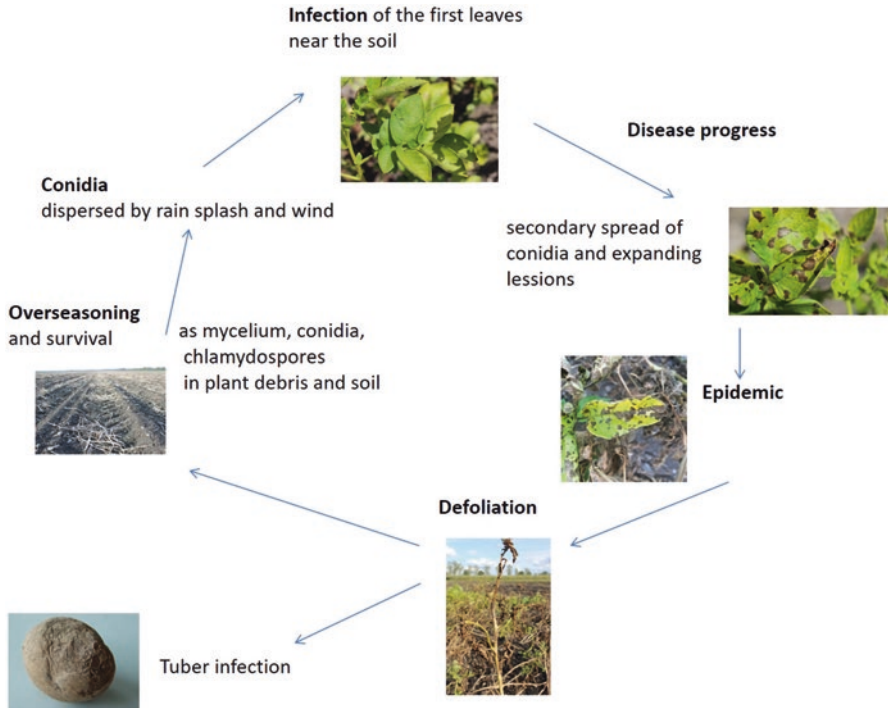 Infection of the first leaves
near the soil
Disease progress
Conidia
dispersed by rain splash and wind
secondary spread of
conidia and expanding
lessions
Overseasoning
and survival
as mycelium, conidia,
chlamydospores
in plant debris and soil
Epidemic
Defoliation
Tuber infection